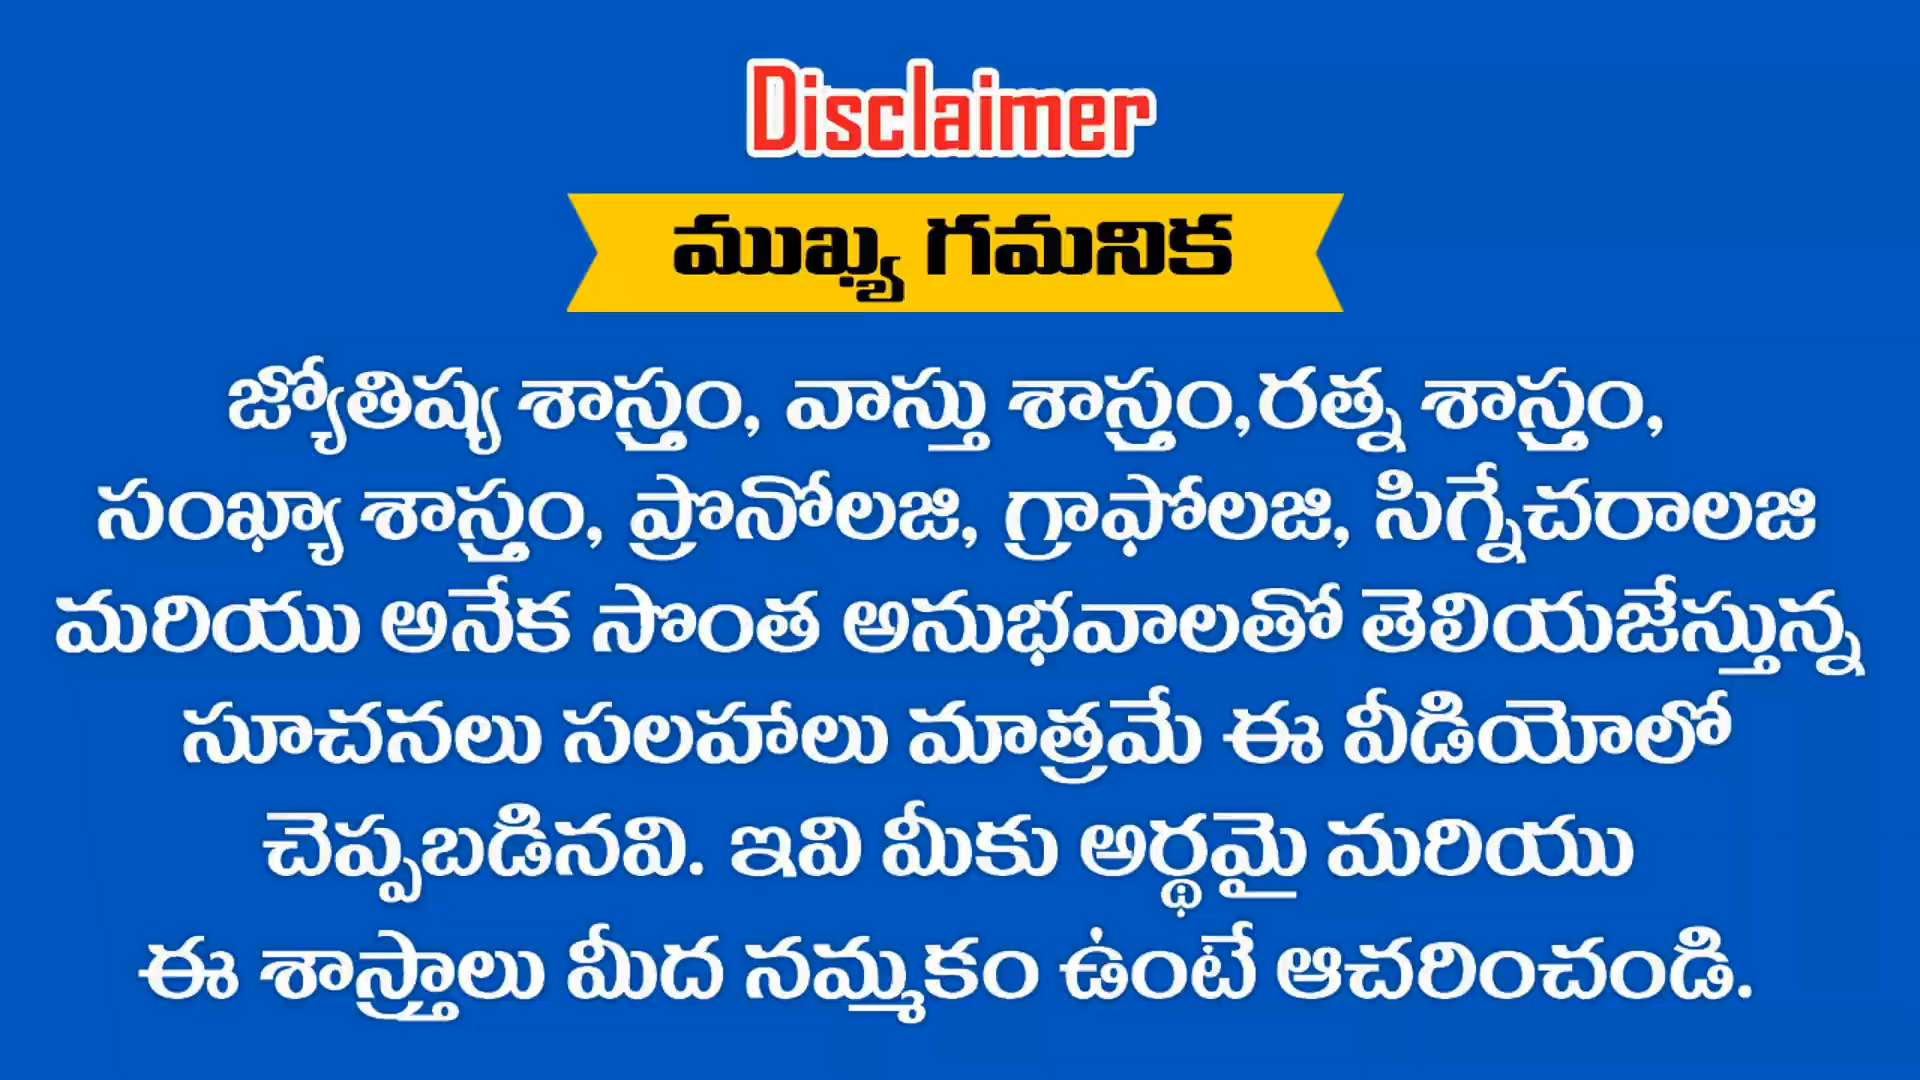 Disclaimer
ముఖ్య గమనిక
జ్యోతిష్య శాస్త్రం, వాస్తు శాస్త్రం,రత్న శాస్త్రం,
సంఖ్యా శాస్త్రం, ప్రొనోలజి, గ్రాఫోలజి, సిగ్నేచరాలజి
మరియు అనేక సొంత అనుభవాలతో తెలియజేస్తున్న
సూచనలు సలహాలు మాత్రమే ఈ వీడియోలో
చెప్పబడినవి. ఇవి మీకు అర్థమై మరియు
ఈ శాస్త్రాలు మీద నమ్మకం ఉంటే ఆచరించండి.